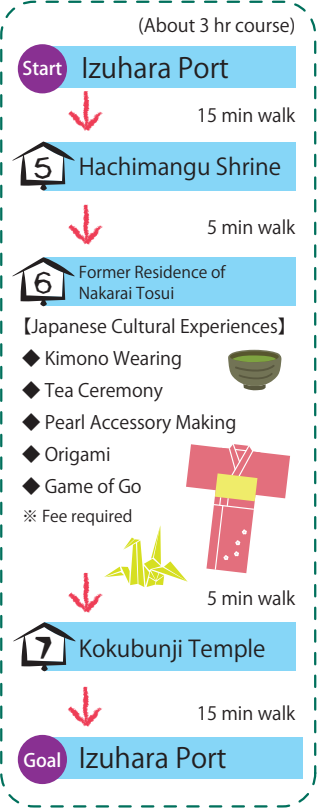 (About 3 hr course)
Start Izuhara Port
15 min walk
5 Hachimangu Shrine
5 min walk
6 Former Residence of
Nakarai Tosui
【Japanese Cultural Experiences】
◆ Kimono Wearing
◆ Tea Ceremony
◆ Pearl Accessory Making
◆ Origami
◆ Game of Go
※ Fee required
5 min walk
7 Kokubunji Temple
15 min walk
Goal Izuhara Port